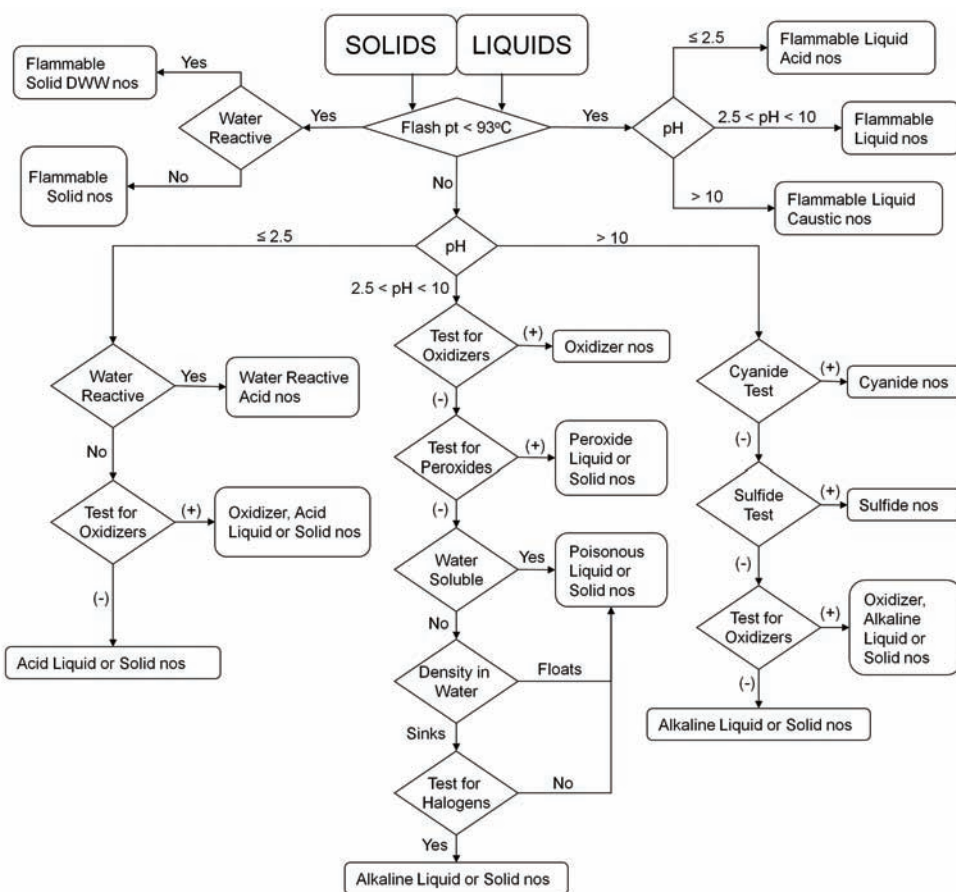 SOLIDS
LIQUIDS
≤ 2.5
Flammable Liquid
Acid nos
Flammable
Solid DWW nos
Yes
Water
Reactive
Yes
Flash pt < 93°C
Yes
pH
2.5 < pH < 10
Flammable
Liquid nos
No
Flammable
Solid nos
No
> 10
Flammable Liquid
Caustic nos
≤ 2.5
pH
> 10
2.5 < pH < 10
Test for
Oxidizers
(+)
Oxidizer nos
Water
Reactive
Yes
Water Reactive
Acid nos
Cyanide
Test
(+)
Cyanide nos
(-)
(-)
No
Test for
Peroxides
(+)
Peroxide
Liquid or
Solid nos
Sulfide
Test
(+)
Sulfide nos
Test for
Oxidizers
(+)
Oxidizer, Acid
Liquid or Solid nos
(-)
(-)
Water
Soluble
Yes
Poisonous
Liquid or
Solid nos
(-)
No
Test for
Oxidizers
(+)
Oxidizer,
Alkaline
Liquid or
Solid nos
Acid Liquid or Solid nos
Density in
Water
Floats
(-)
Sinks
Alkaline Liquid or Solid nos
Test for
Halogens
No
Yes
Alkaline Liquid or Solid nos